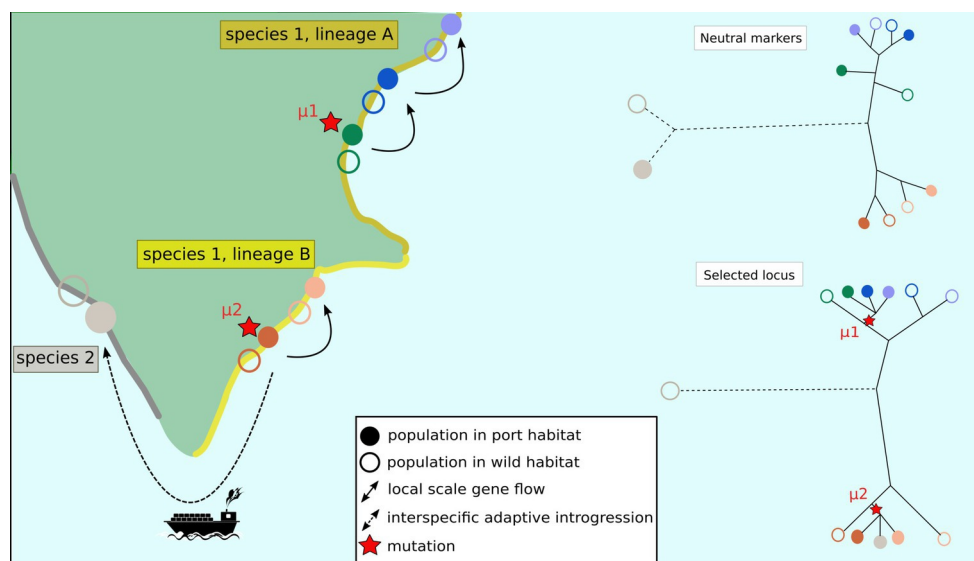 species 1, lineage A
μ1
species 1, lineage B
μ2
species 2
population in port habitat
population in wild habitat
local scale gene flow
interspecific adaptive introgression
mutation
Neutral markers
Selected locus
μ1
μ2